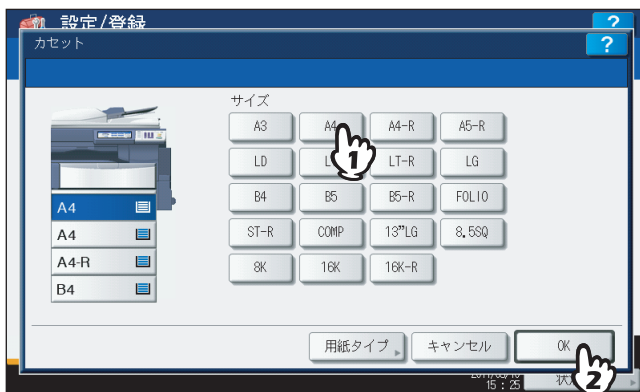 設定/登録
?
カセット
?
サイズ
A3 A4 A4-R A5-R
LD LT-R LG
B4 B5 B5-R FOLIO
ST-R COMP 13"LG 8.5SQ
8K 16K 16K-R
A4
A4
A4-R
B4
1
用紙タイプ キャンセル OK
15:25
2